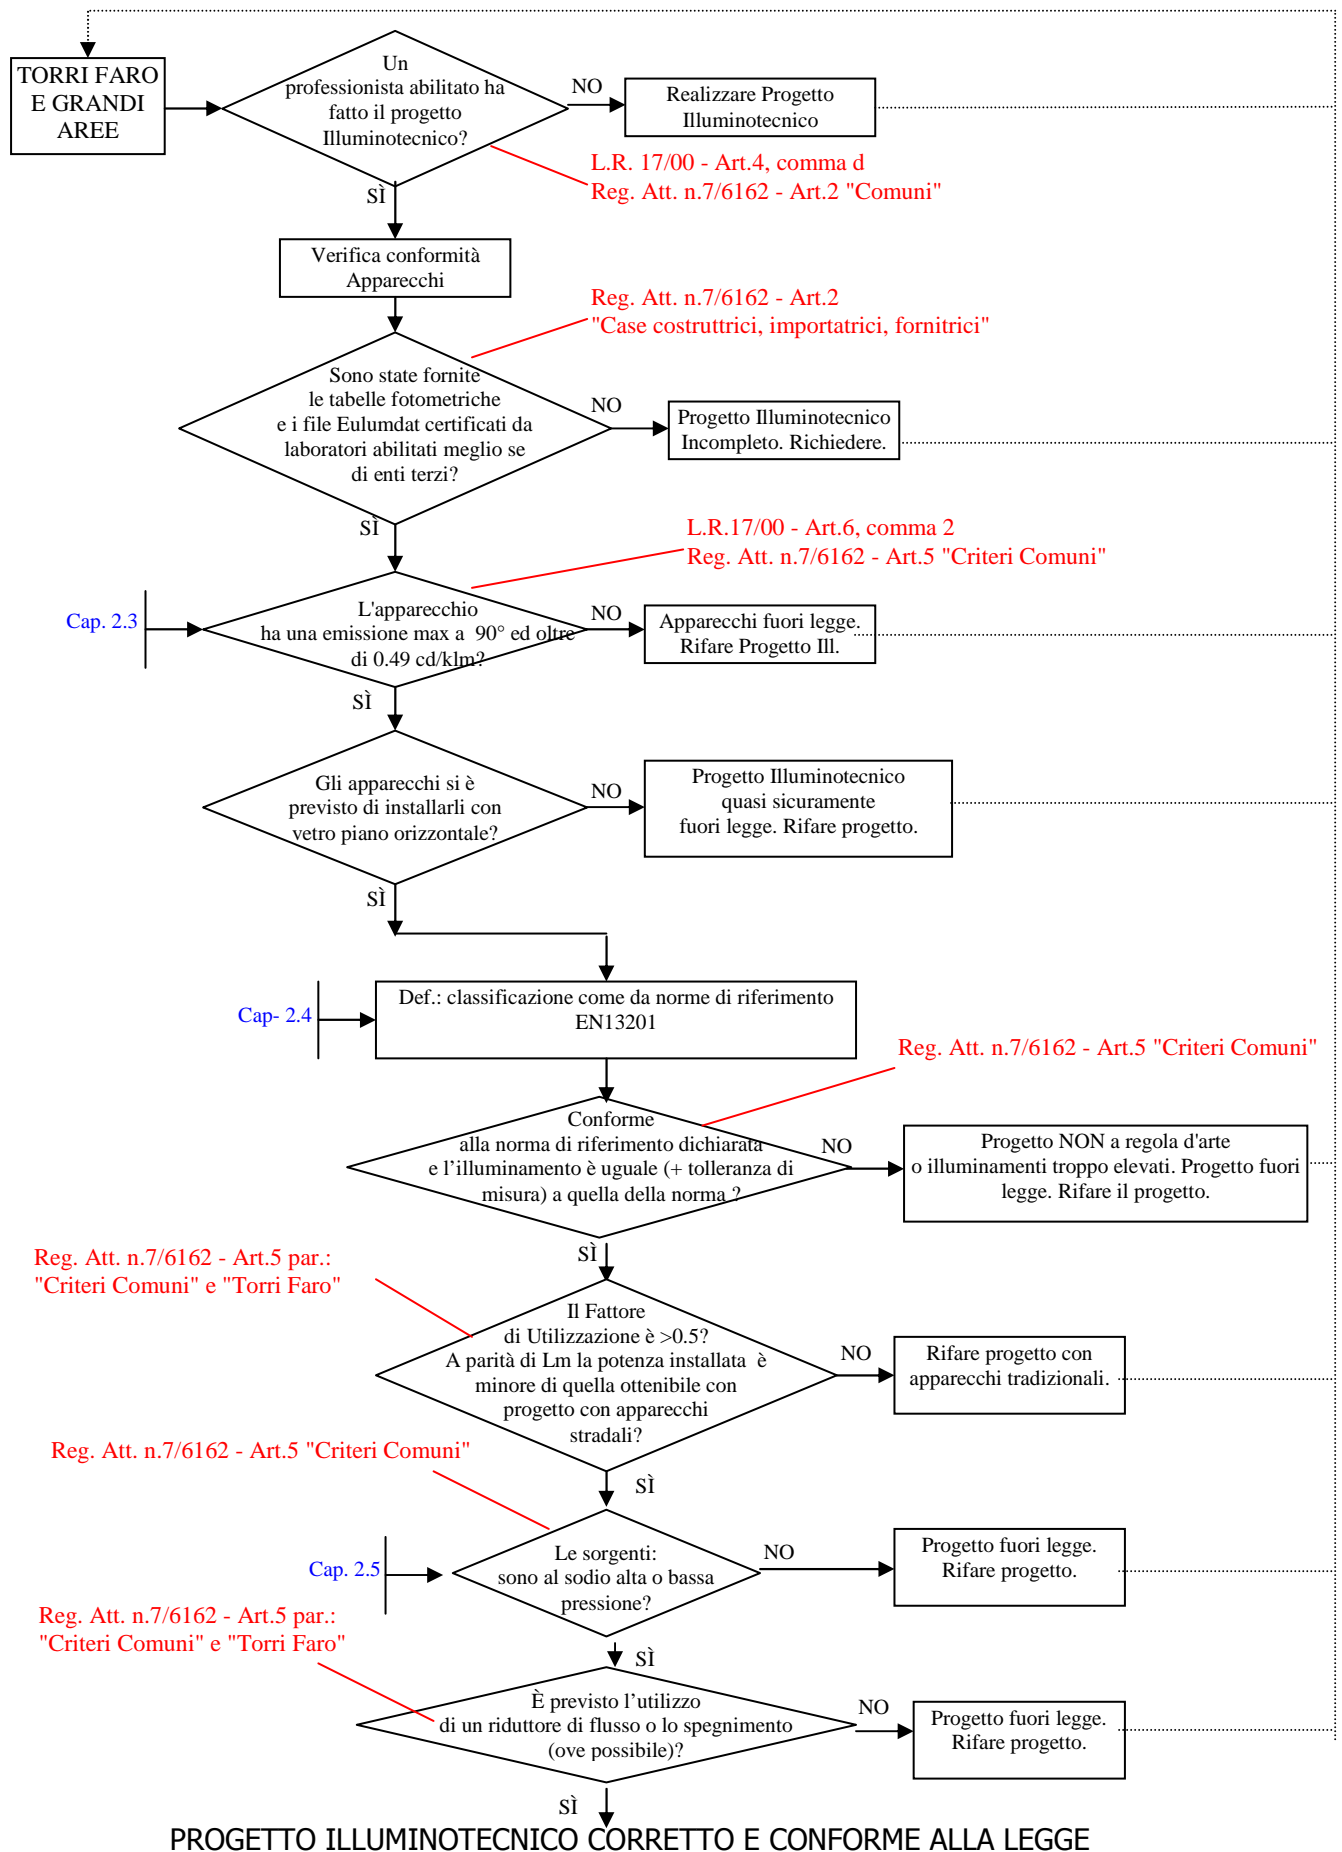 TORRI FARO
E GRANDI
AREE
Un
professionista abilitato ha
fatto il progetto
Illuminotecnico?
NO
Realizzare Progetto
Illuminotecnico
L.R. 17/00 - Art.4, comma d
Reg. Att. n.7/6162 - Art.2 "Comuni"
SÌ
Verifica conformità
Apparecchi
Reg. Att. n.7/6162 - Art.2
"Case costruttrici, importatrici, fornitrici"
Sono state fornite
le tabelle fotometriche
e i file Eulumdat certificati da
laboratori abilitati meglio se
di enti terzi?
NO
Progetto Illuminotecnico
Incompleto. Richiedere.
SÌ
L.R.17/00 - Art.6, comma 2
Reg. Att. n.7/6162 - Art.5 "Criteri Comuni"
Cap. 2.3
L'apparecchio
ha una emissione max a 90° ed oltre
di 0.49 cd/klm?
NO
Apparecchi fuori legge.
Rifare Progetto Ill.
SÌ
Gli apparecchi si è
previsto di installarli con
vetro piano orizzontale?
NO
Progetto Illuminotecnico
quasi sicuramente
fuori legge. Rifare progetto.
SÌ
Cap- 2.4
Def.: classificazione come da norme di riferimento
EN13201
Reg. Att. n.7/6162 - Art.5 "Criteri Comuni"
Conforme
alla norma di riferimento dichiarata
e l’illuminamento è uguale (+ tolleranza di
misura) a quella della norma ?
NO
Progetto NON a regola d'arte
o illuminamenti troppo elevati. Progetto fuori
legge. Rifare il progetto.
SÌ
Reg. Att. n.7/6162 - Art.5 par.:
"Criteri Comuni" e "Torri Faro"
Il Fattore
di Utilizzazione è >0.5?
A parità di Lm la potenza installata è
minore di quella ottenibile con
progetto con apparecchi
stradali?
NO
Rifare progetto con
apparecchi tradizionali.
SÌ
Reg. Att. n.7/6162 - Art.5 "Criteri Comuni"
Cap. 2.5
Le sorgenti:
sono al sodio alta o bassa
pressione?
NO
Progetto fuori legge.
Rifare progetto.
SÌ
Reg. Att. n.7/6162 - Art.5 par.:
"Criteri Comuni" e "Torri Faro"
È previsto l’utilizzo
di un riduttore di flusso o lo spegnimento
(ove possibile)?
NO
Progetto fuori legge.
Rifare progetto.
SÌ
PROGETTO ILLUMINOTECNICO CORRETTO E CONFORME ALLA LEGGE